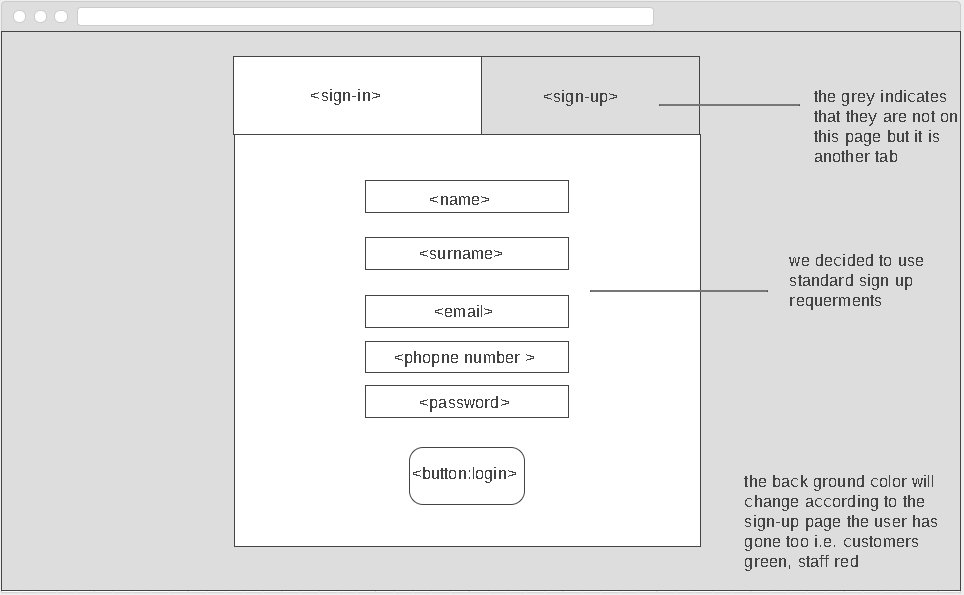 <sign-in>
<sign-up>
the grey indicates
that they are not on
this page but it is
another tab
<name>
<surname>
we decided to use
standard sign up
requerments
<email>
<phopne number >
<password>
<button:login>
the back ground color will
change according to the
sign-up page the user has
gone too i.e. customers
green, staff red